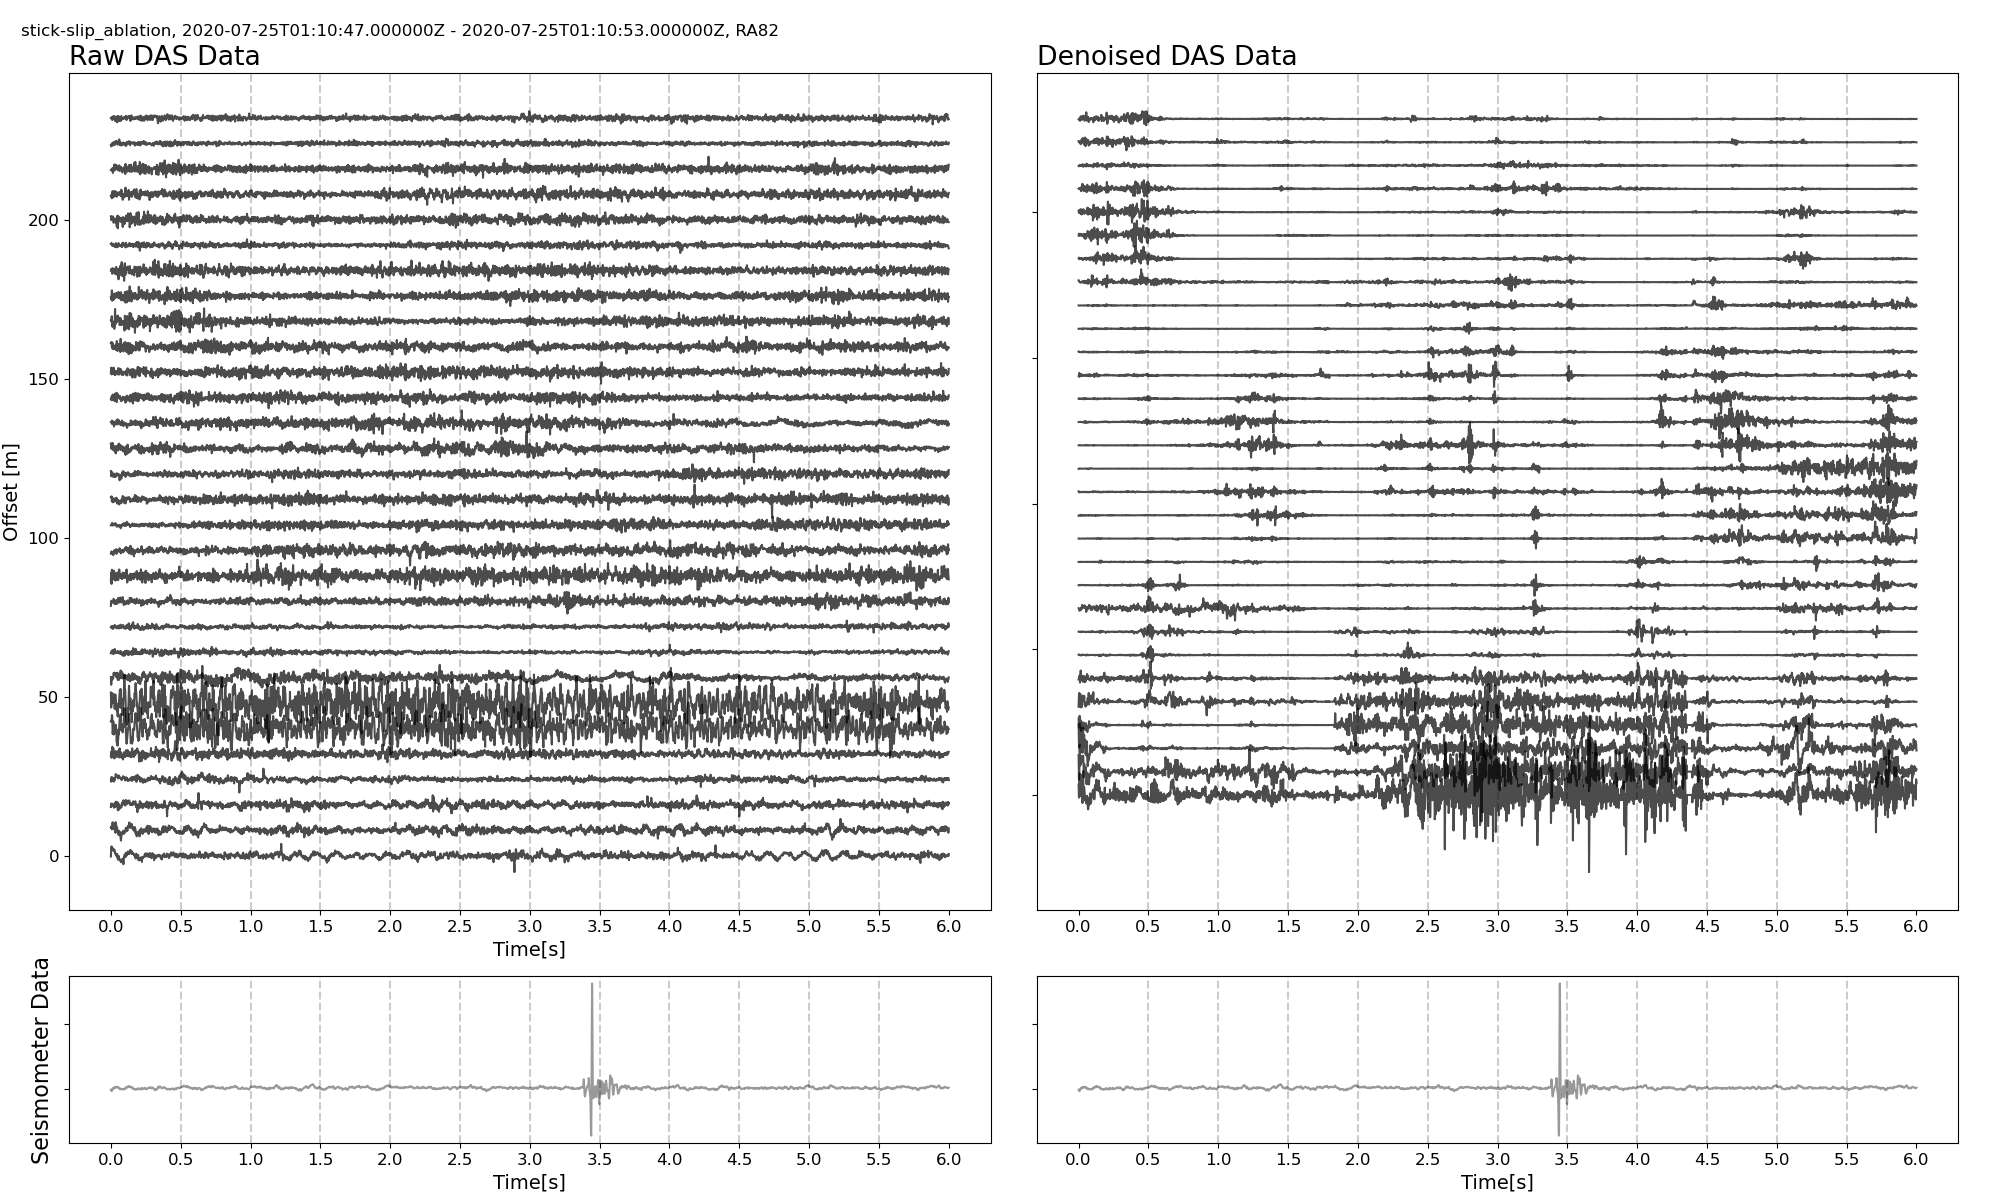 stick-slip_ablation, 2020-07-25T01:10:47.000000Z - 2020-07-25T01:10:53.000000Z, RA82
Raw DAS Data
Denoised DAS Data
Offset [m]
200
150
100
50
0
0.0 0.5 1.0 1.5 2.0 2.5 3.0 3.5 4.0 4.5 5.0 5.5 6.0
Time[s]
0.0 0.5 1.0 1.5 2.0 2.5 3.0 3.5 4.0 4.5 5.0 5.5 6.0
Seismometer Data
0.0 0.5 1.0 1.5 2.0 2.5 3.0 3.5 4.0 4.5 5.0 5.5 6.0
Time[s]
0.0 0.5 1.0 1.5 2.0 2.5 3.0 3.5 4.0 4.5 5.0 5.5 6.0
Time[s]